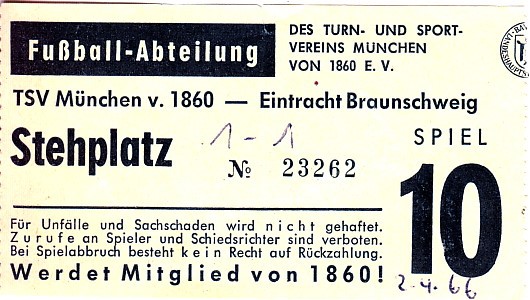 Fußball-Abteilung
DES TURN- UND SPORT-
VEREINS MÜNCHEN
VON 1860 E. V.
TSV München v. 1860 — Eintracht Braunschweig
Stehplatz
1 - 1
№ 23262
SPIEL
10
Für Unfälle und Sachschaden wird nicht gehaftet.
Zurufe an Spieler und Schiedsrichter sind verboten.
Bei Spielabbruch besteht kein Recht auf Rückzahlung.
Werdet Mitglied von 1860!
2.4.66